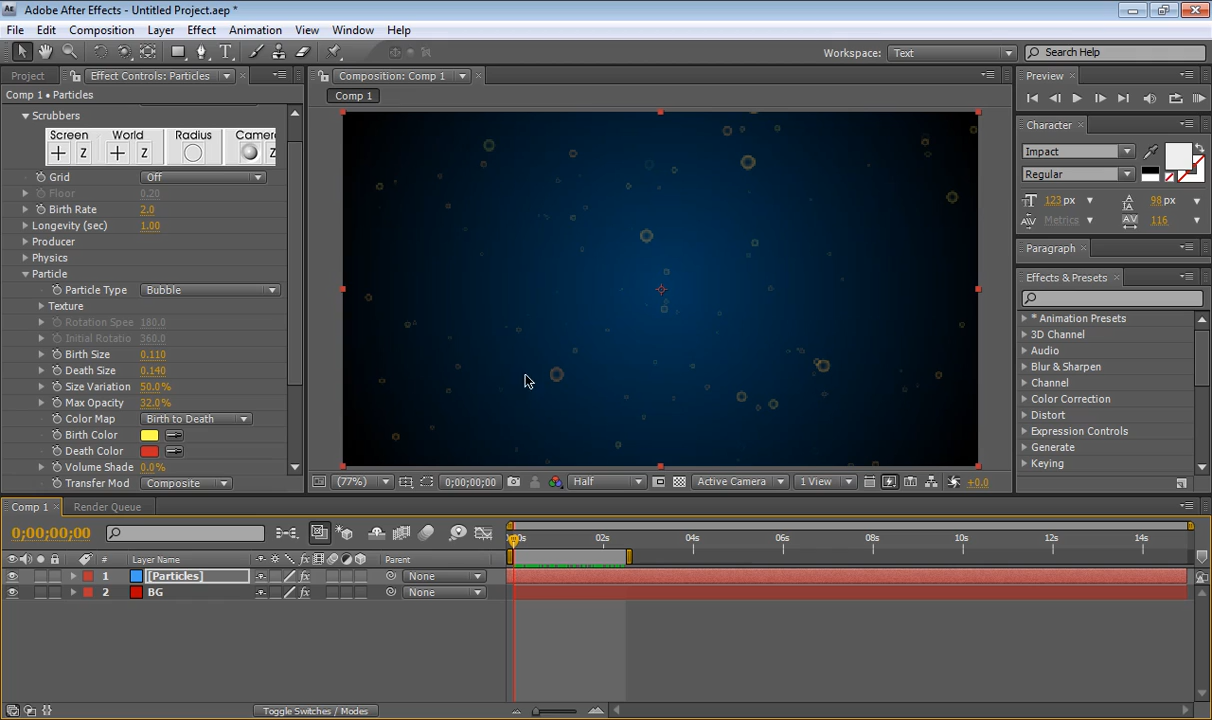 Adobe After Effects - Untitled Project.aep *
File Edit Composition Layer Effect Animation View Window Help
Workspace: Text Search Help
Project Effect Controls: Particles
Comp 1 • Particles
Scrubbers
Screen World Radius Camera
Z Z Z
Grid Off
Floor 0.20
Birth Rate 2.0
Longevity (sec) 1.00
Producer
Physics
Particle
Particle Type Bubble
Texture
Rotation Spee 180.0
Initial Rotatio 360.0
Birth Size 0.110
Death Size 0.140
Size Variation 50.0%
Max Opacity 32.0%
Color Map Birth to Death
Birth Color
Death Color
Volume Shade 0.0%
Transfer Mod Composite
Composition: Comp 1
Comp 1
(77%) 0;00;00;00 Half Active Camera 1 View +0.0
Preview
Character
Impact
Regular
123 px 98 px
Metrics 116
Paragraph
Effects & Presets
* Animation Presets
3D Channel
Audio
Blur & Sharpen
Channel
Color Correction
Distort
Expression Controls
Generate
Keying
Comp 1 Render Queue
0;00;00;00
02s 04s 06s 08s 10s 12s 14s
# Layer Name Parent
1 [Particles] None
2 BG None
Toggle Switches / Modes